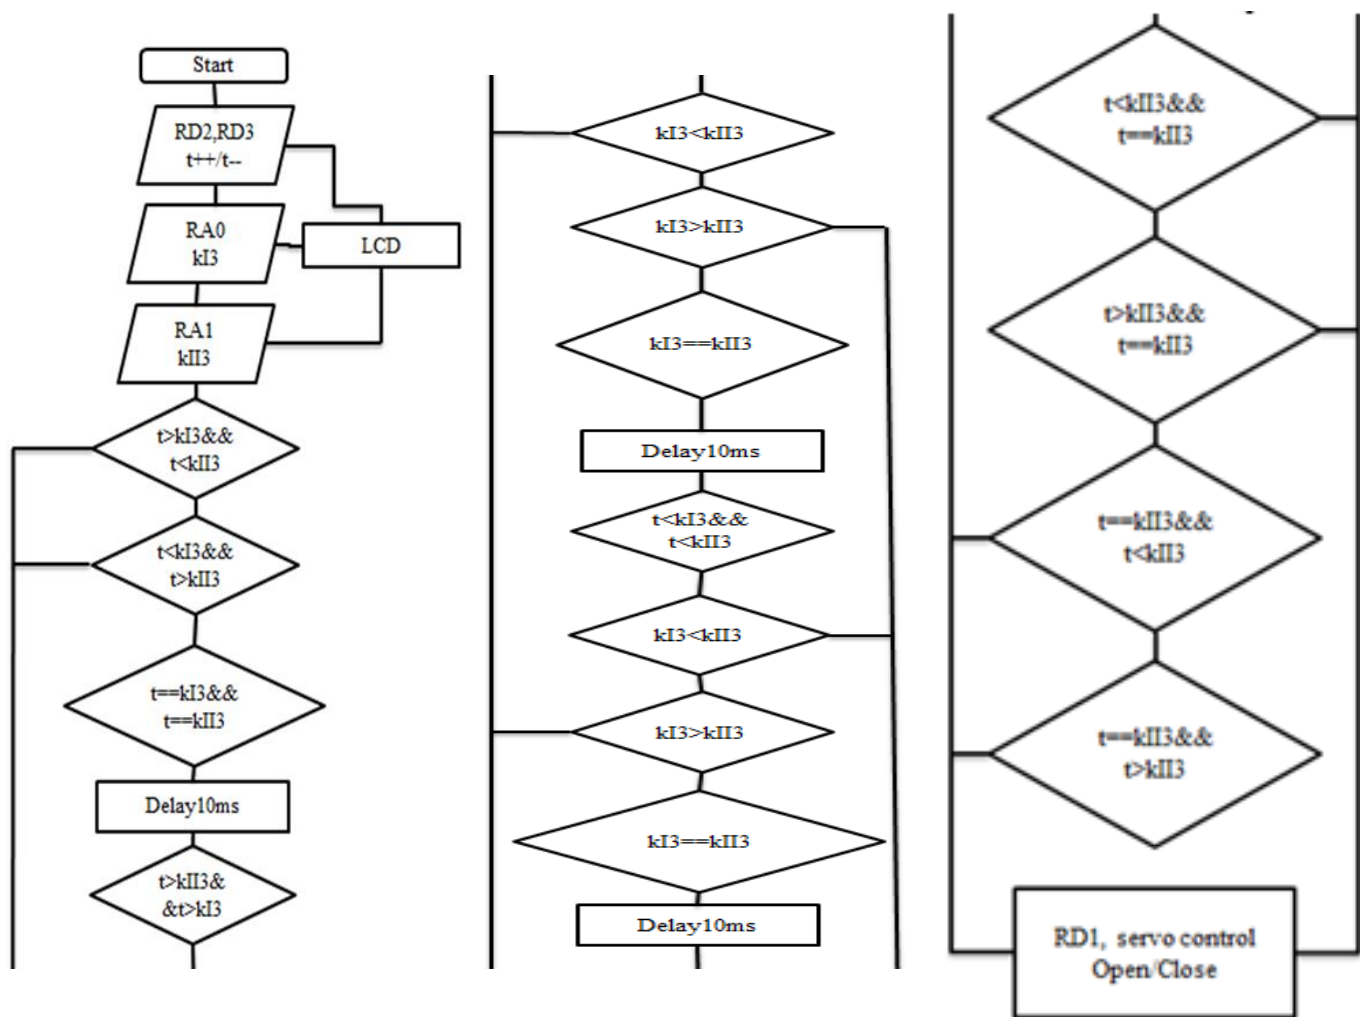 Start
RD2,RD3
t++/t--
RA0
kI3
LCD
RA1
kII3
t>kI3&&
t<kII3
t<kI3&&
t>kII3
t==kI3&&
t==kII3
Delay10ms
t>kII3&
&t>kI3
kI3<kII3
kI3>kII3
kI3==kII3
Delay10ms
t<kI3&&
t<kII3
kI3<kII3
kI3>kII3
kI3==kII3
Delay10ms
t<kII3&&
t==kII3
t>kII3&&
t==kII3
t==kII3&&
t<kII3
t==kII3&&
t>kII3
RD1, servo control
Open/Close